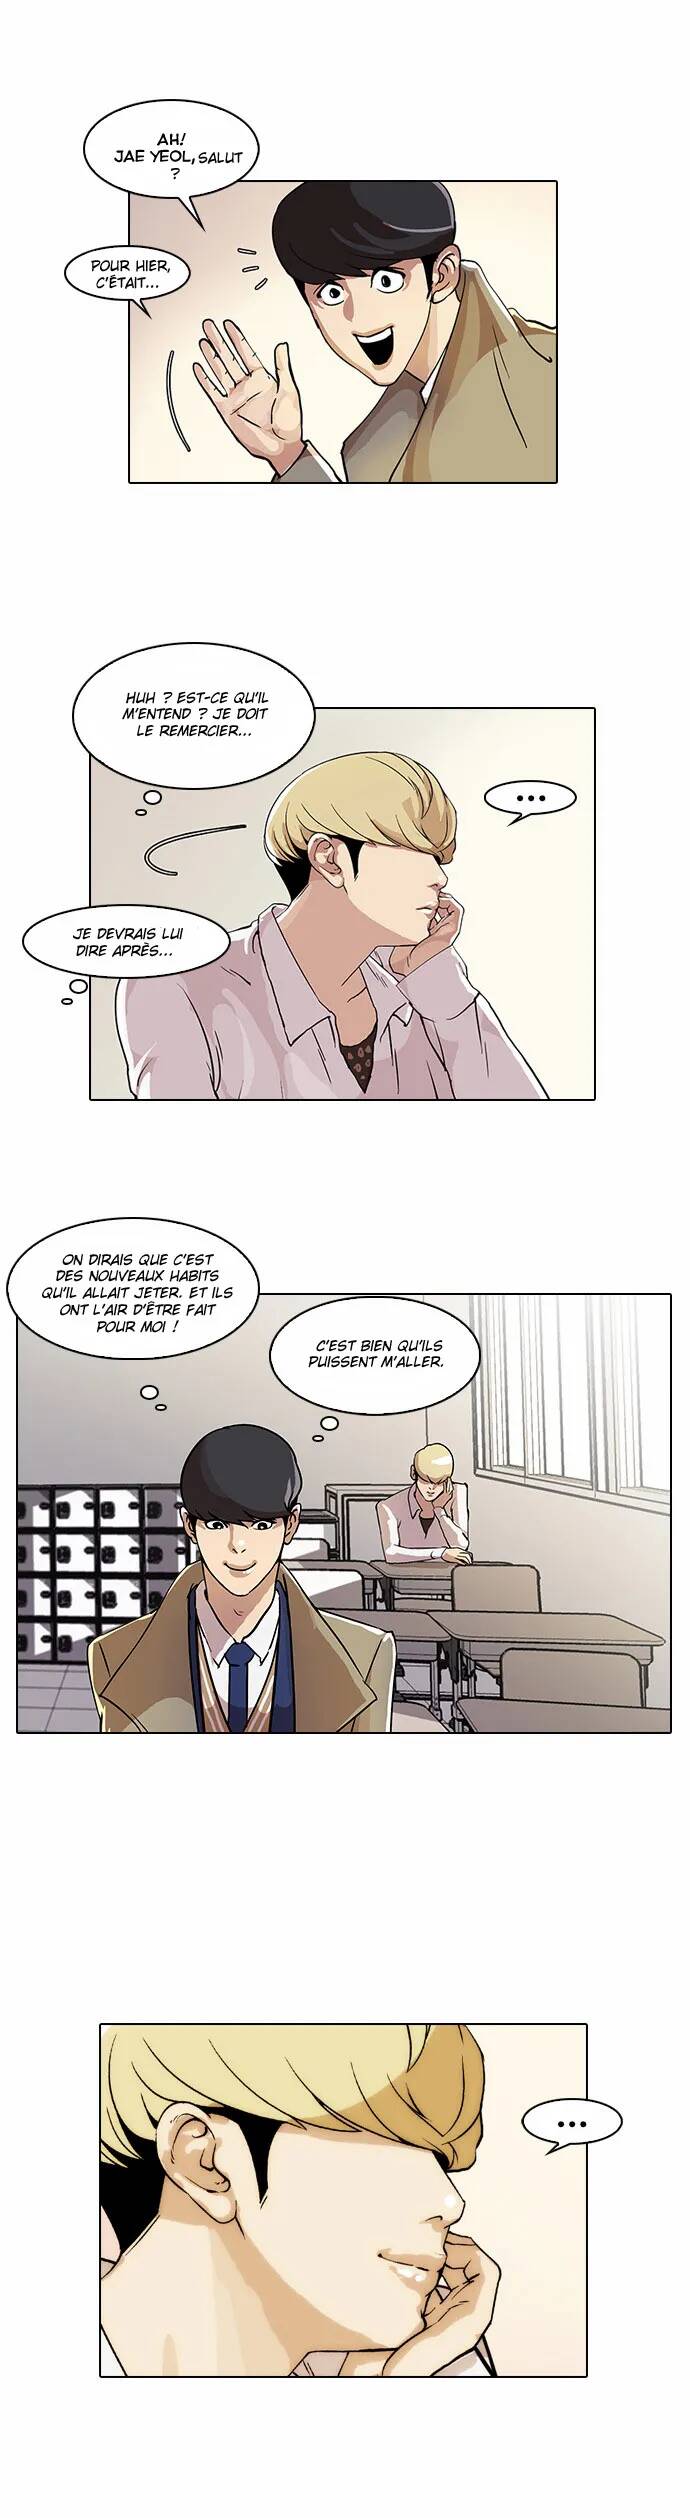 AH!
JAE YEOL, SALUT
?
POUR HIER,
C'ÉTAIT...
HUH ? EST-CE QU'IL
M'ENTEND ? JE DOIT
LE REMERCIER...
...
JE DEVRAIS LUI
DIRE APRÈS...
ON DIRAIS QUE C'EST
DES NOUVEAUX HABITS
QU'IL ALLAIT JETER. ET ILS
ONT L'AIR D'ÊTRE FAIT
POUR MOI !
C'EST BIEN QU'ILS
PUISSENT M'ALLER.
...